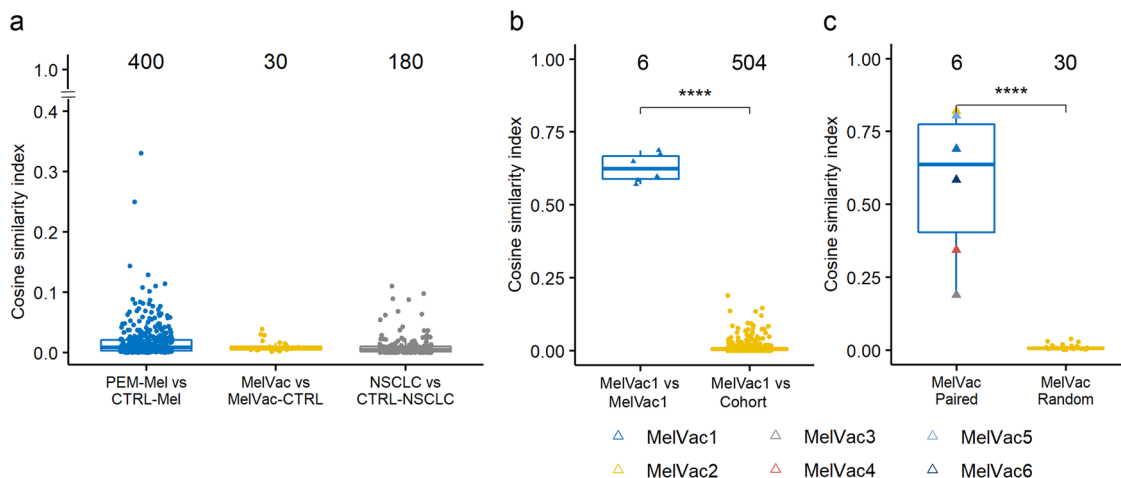 a
Cosine similarity index
1.0
0.4
0.3
0.2
0.1
0.0
400
30
180
PEM-Mel vs
CTRL-Mel
MelVac vs
MelVac-CTRL
NSCLC vs
CTRL-NSCLC
b
Cosine similarity index
1.00
0.75
0.50
0.25
0.00
6
504
****
MelVac1 vs
MelVac1
MelVac1 vs
Cohort
c
Cosine similarity index
1.00
0.75
0.50
0.25
0.00
6
30
****
MelVac
Paired
MelVac
Random
MelVac1
MelVac3
MelVac5
MelVac2
MelVac4
MelVac6